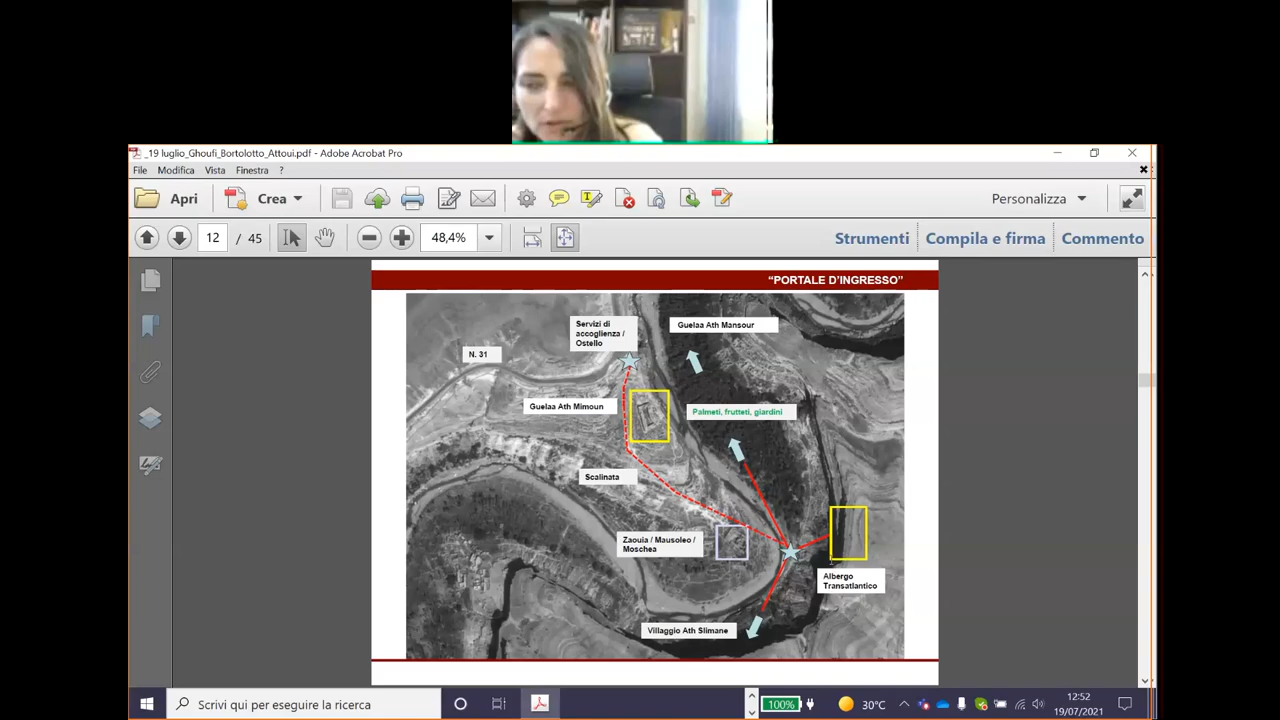 _19 luglio_Ghoufi_Bortolotto_Attoui.pdf - Adobe Acrobat Pro
File Modifica Vista Finestra ?
Apri Crea Personalizza
12 / 45 48,4% Strumenti Compila e firma Commento
“PORTALE D’INGRESSO”
Servizi di
accoglienza /
Ostello
Guelaa Ath Mansour
N. 31
Guelaa Ath Mimoun
Palmeti, frutteti, giardini
Scalinata
Zaouia / Mausoleo /
Moschea
Albergo
Transatlantico
Villaggio Ath Slimane
Scrivi qui per eseguire la ricerca
100%
30°C
12:52
19/07/2021